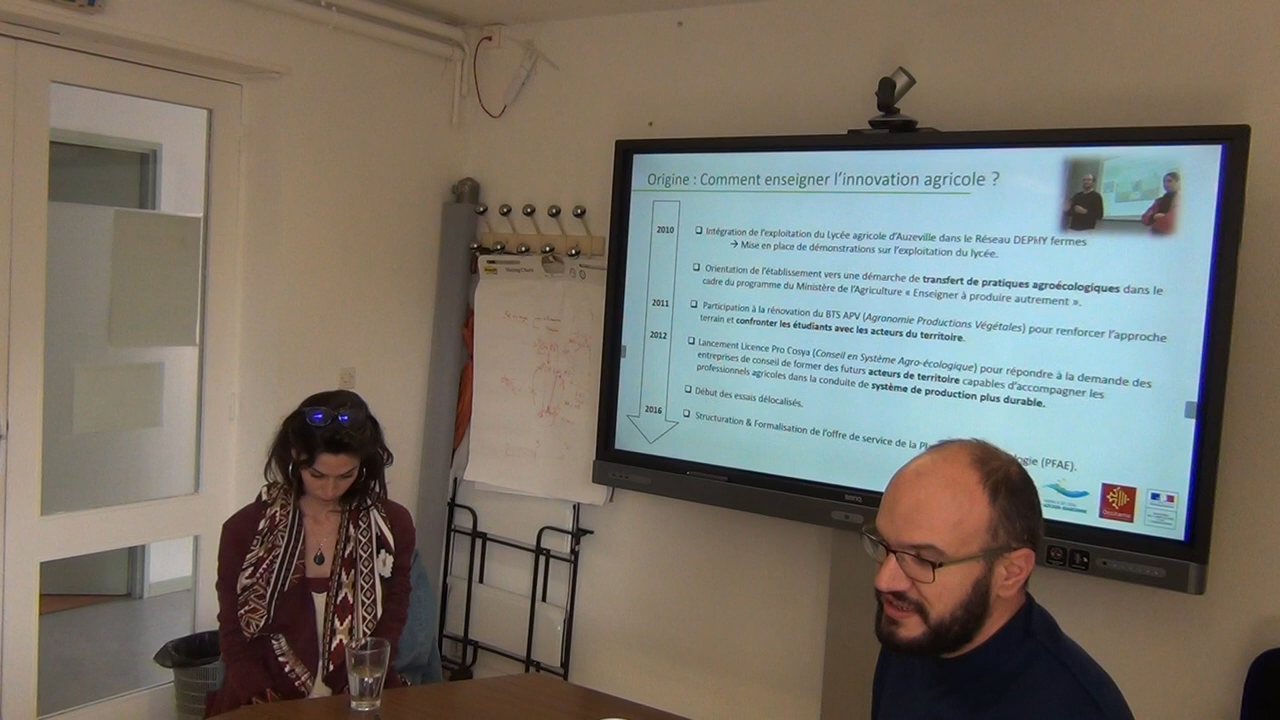 Origine : Comment enseigner l'innovation agricole ?
2010
❑ Intégration de l'exploitation du Lycée agricole d'Auzeville dans le Réseau DEPHY fermes
→ Mise en place de démonstrations sur l'exploitation du lycée.
❑ Orientation de l'établissement vers une démarche de transfert de pratiques agroécologiques dans le
cadre du programme du Ministère de l'Agriculture « Enseigner à produire autrement ».
2011
❑ Participation à la rénovation du BTS APV (Agronomie Productions Végétales) pour renforcer l'approche
terrain et confronter les étudiants avec les acteurs du territoire.
2012
❑ Lancement Licence Pro Cosya (Conseil en Système Agro-écologique) pour répondre à la demande des
entreprises de conseil de former des futurs acteurs de territoire capables d'accompagner les
professionnels agricoles dans la conduite de système de production plus durable.
❑ Début des essais délocalisés.
2016
❑ Structuration & Formalisation de l'offre de service de la Pl ologie (PFAE).
Occitanie
BenQ